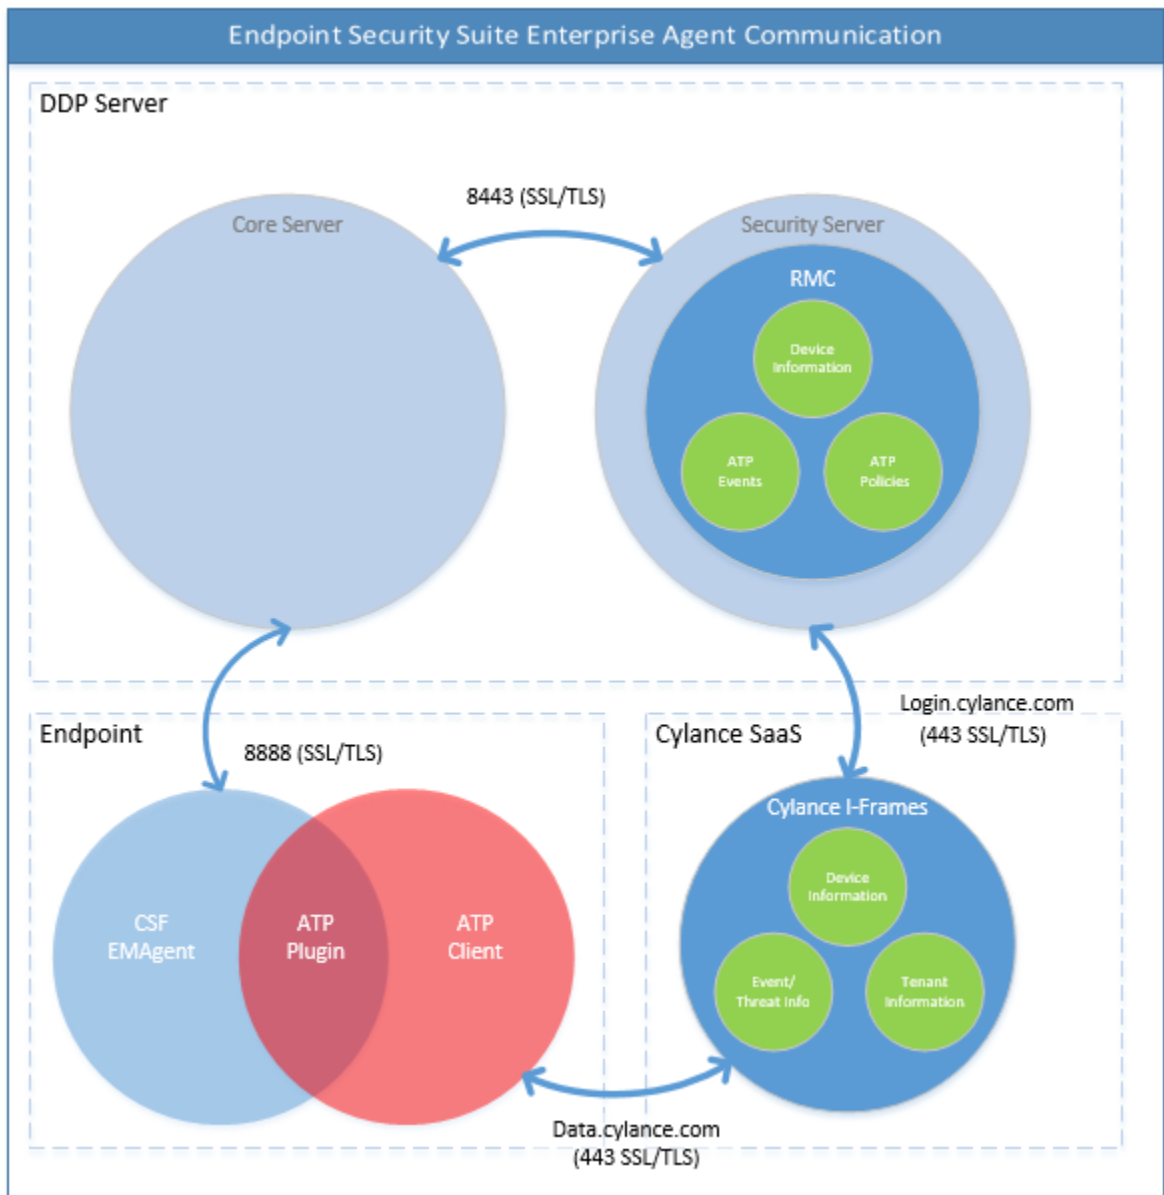 Endpoint Security Suite Enterprise Agent Communication
DDP Server
8443 (SSL/TLS)
Core Server
Security Server
RMC
Device
Information
ATP
Events
ATP
Policies
Login.cylance.com
(443 SSL/TLS)
Endpoint
8888 (SSL/TLS)
Cylance SaaS
CSF
EMAgent
ATP
Plugin
ATP
Client
Cylance I-Frames
Device
Information
Event/
Threat Info
Tenant
Information
Data.cylance.com
(443 SSL/TLS)